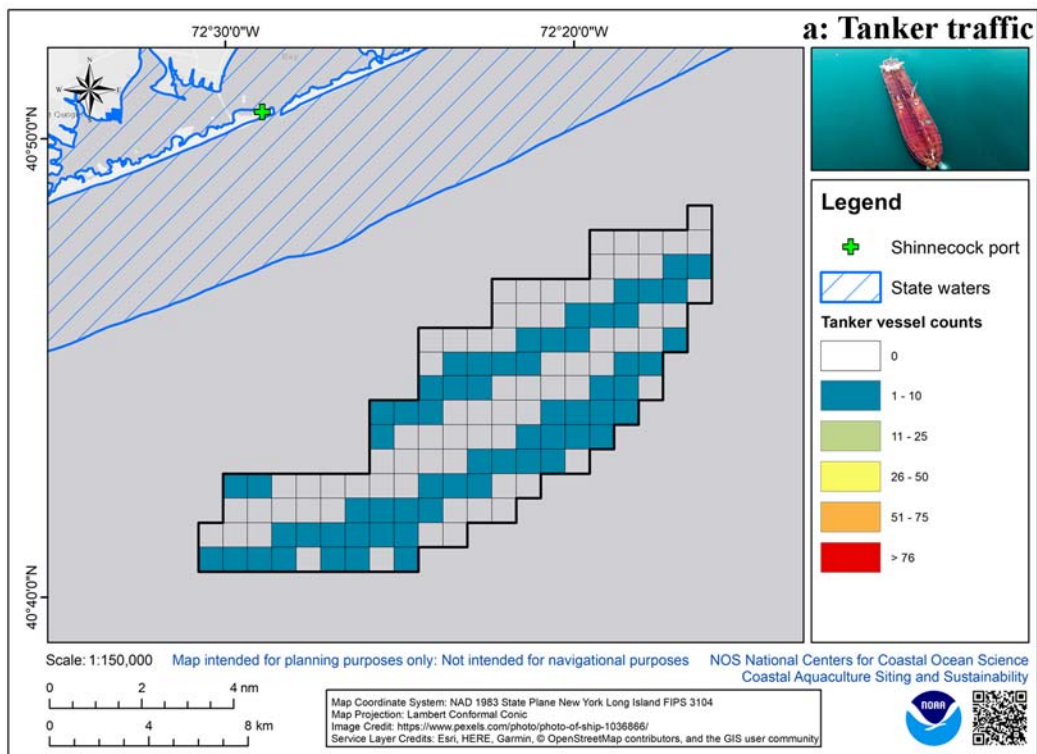 72°30'0"W
72°20'0"W
a: Tanker traffic
N
W
E
S
Bay
40°50'0"N
40°40'0"N
Legend
Shinnecock port
State waters
Tanker vessel counts
0
1 - 10
11 - 25
26 - 50
51 - 75
> 76
Scale: 1:150,000
Map intended for planning purposes only: Not intended for navigational purposes
NOS National Centers for Coastal Ocean Science
Coastal Aquaculture Siting and Sustainability
0 2 4 nm
0 4 8 km
Map Coordinate System: NAD 1983 State Plane New York Long Island FIPS 3104
Map Projection: Lambert Conformal Conic
Image Credit: https://www.pexels.com/photo/photo-of-ship-1036866/
Service Layer Credits: Esri, HERE, Garmin, © OpenStreetMap contributors, and the GIS user community
NOAA